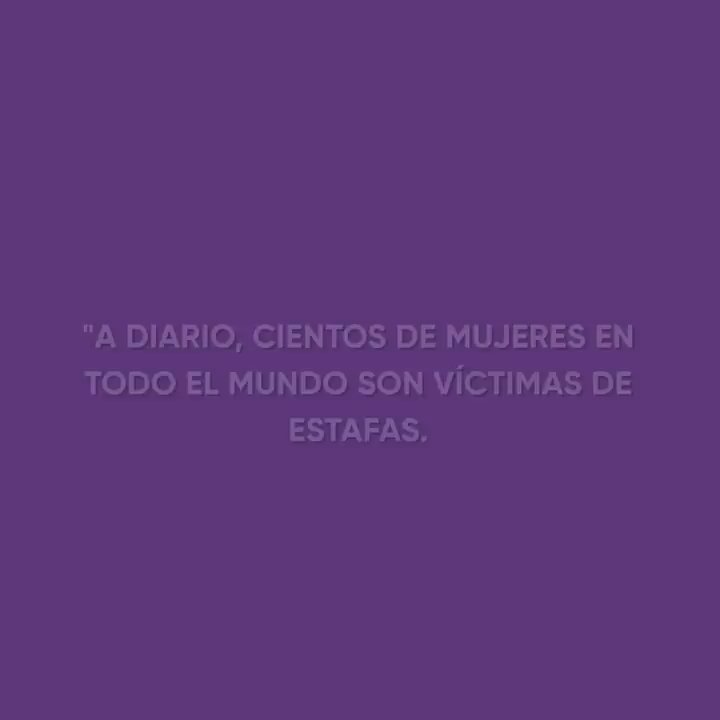 "A DIARIO, CIENTOS DE MUJERES EN
TODO EL MUNDO SON VÍCTIMAS DE
ESTAFAS.